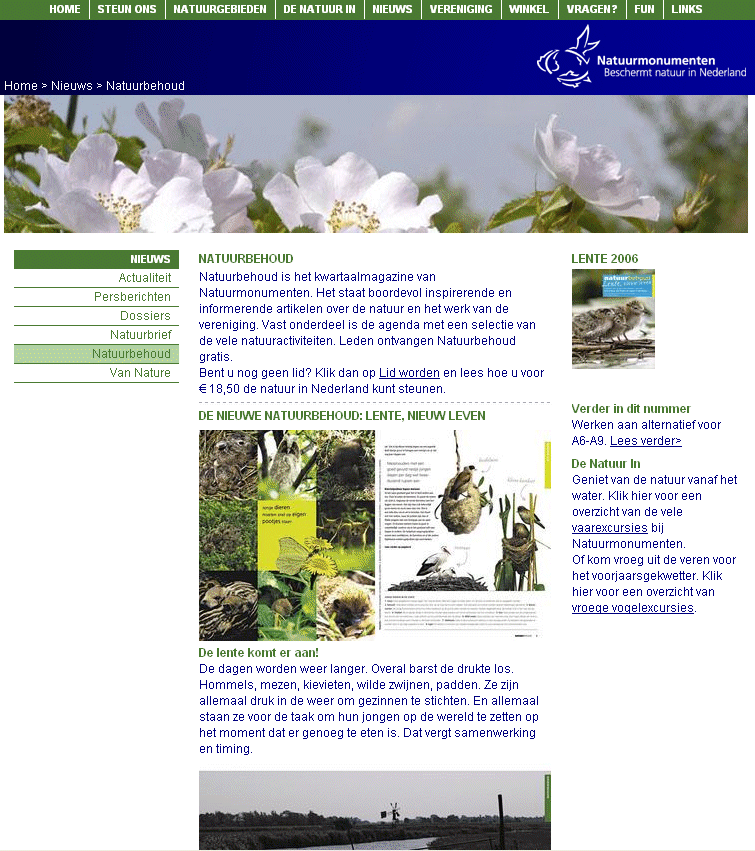 HOME STEUN ONS NATUURGEBIEDEN DE NATUUR IN NIEUWS VERENIGING WINKEL VRAGEN? FUN LINKS
Natuurmonumenten
Beschermt natuur in Nederland
Home > Nieuws > Natuurbehoud
NIEUWS
Actualiteit
Persberichten
Dossiers
Natuurbrief
Natuurbehoud
Van Nature
NATUURBEHOUD
Natuurbehoud is het kwartaalmagazine van
Natuurmonumenten. Het staat boordevol inspirerende en
informerende artikelen over de natuur en het werk van de
vereniging. Vast onderdeel is de agenda met een selectie van
de vele natuuractiviteiten. Leden ontvangen Natuurbehoud
gratis.
Bent u nog geen lid? Klik dan op Lid worden en lees hoe u voor
€ 18,50 de natuur in Nederland kunt steunen.
DE NIEUWE NATUURBEHOUD: LENTE, NIEUW LEVEN
jonge dieren
moeten snel op eigen
pootjes staan
De lente komt er aan!
De dagen worden weer langer. Overal barst de drukte los.
Hommels, mezen, kievieten, wilde zwijnen, padden. Ze zijn
allemaal druk in de weer om gezinnen te stichten. En allemaal
staan ze voor de taak om hun jongen op de wereld te zetten op
het moment dat er genoeg te eten is. Dat vergt samenwerking
en timing.
LENTE 2006
natuurbehoud
Verder in dit nummer
Werken aan alternatief voor
A6-A9. Lees verder>
De Natuur In
Geniet van de natuur vanaf het
water. Klik hier voor een
overzicht van de vele
vaarexcursies bij
Natuurmonumenten.
Of kom vroeg uit de veren voor
het voorjaarsgekwetter. Klik
hier voor een overzicht van
vroege vogelexcursies.